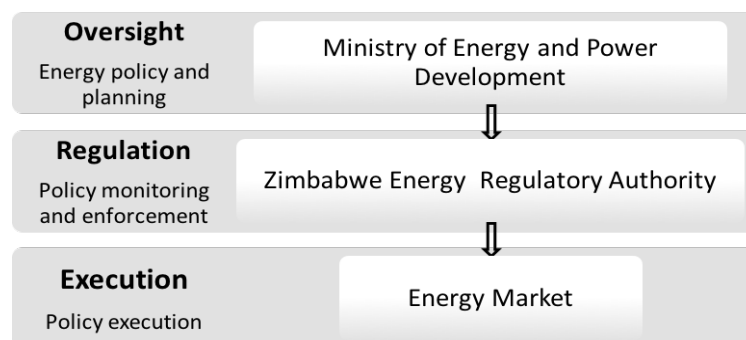 Oversight
Energy policy and
planning
Ministry of Energy and Power
Development
Regulation
Policy monitoring
and enforcement
Zimbabwe Energy Regulatory Authority
Execution
Policy execution
Energy Market